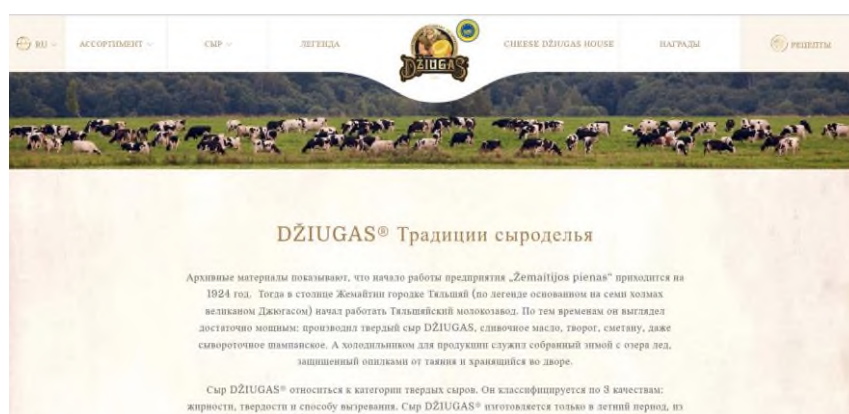 RU АССОРТИМЕНТ СЫР ЛЕГЕНДА DŽIUGAS CHEESE DŽIUGAS HOUSE НАГРАДЫ РЕЦЕПТЫ
DŽIUGAS® Традиции сыроделья
Архивные материалы показывают, что начало работы предприятия „Žemaitijos pienas“ приходится на
1924 год. Тогда в столице Жемайтии городке Тяльшяй (по легенде основанном на семи холмах
великаном Джюгасом) начал работать Тяльшяйский молокозавод. По тем временам он выглядел
достаточно мощным: производил твердый сыр DŽIUGAS, сливочное масло, творог, сметану, даже
сывороточное шампанское. А холодильником для продукции служил собранный зимой с озера лед,
защищенный опилками от таяния и хранящийся во дворе.
Сыр DŽIUGAS® относиться к категории твердых сыров. Он классифицируется по 3 качествам:
жирности, твердости и способу вызревания. Сыр DŽIUGAS® изготовляется только в летний период, из